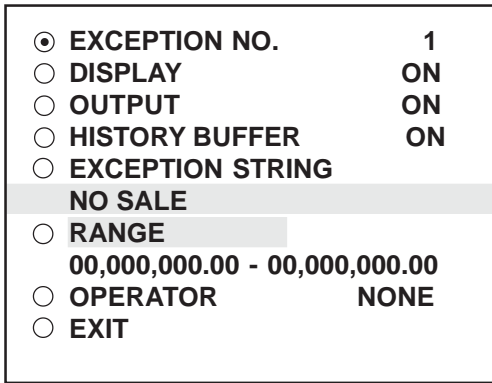 EXCEPTION NO. 1
DISPLAY ON
OUTPUT ON
HISTORY BUFFER ON
EXCEPTION STRING
NO SALE
RANGE
00,000,000.00 - 00,000,000.00
OPERATOR NONE
EXIT